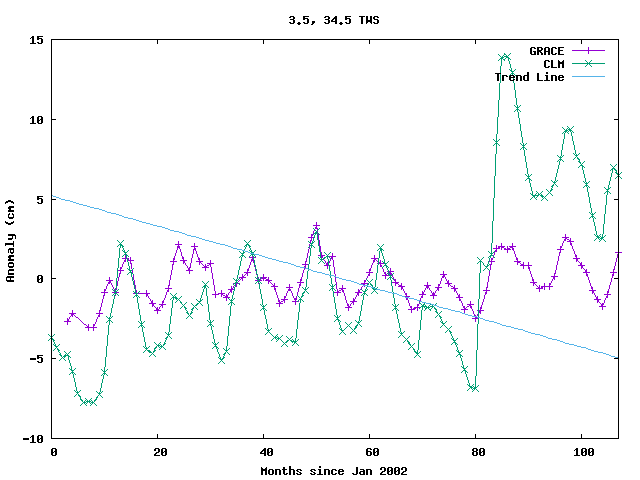 3.5, 34.5 TWS
GRACE
CLM
Trend Line
Anomaly (cm)
15
10
5
0
-5
-10
0 20 40 60 80 100
Months since Jan 2002